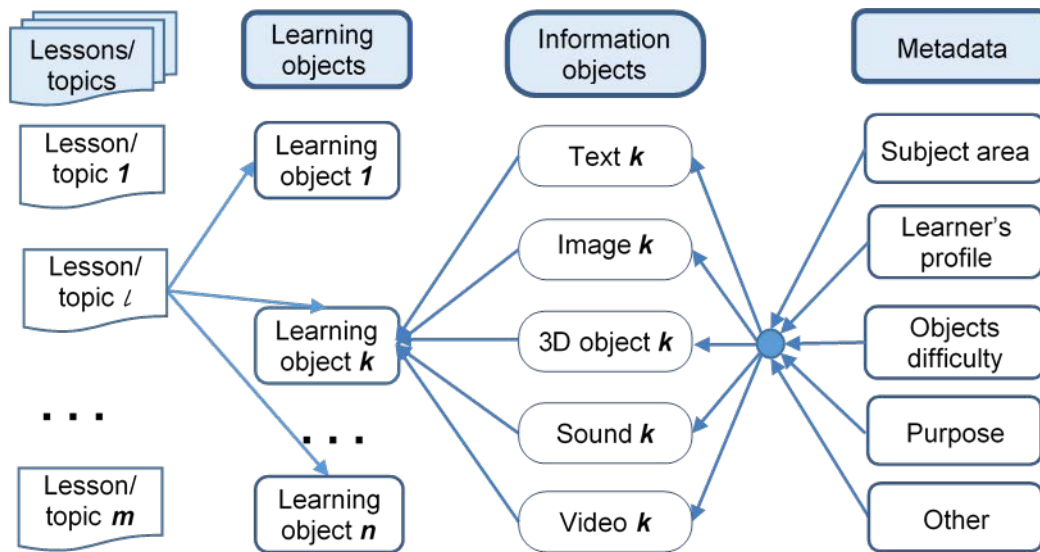 Lessons/
topics
Learning
objects
Information
objects
Metadata
Lesson/
topic 1
Learning
object 1
Text k
Subject area
Lesson/
topic l
Image k
Learner's
profile
Learning
object k
3D object k
Objects
difficulty
. . .
. . .
Sound k
Purpose
Lesson/
topic m
Learning
object n
Video k
Other